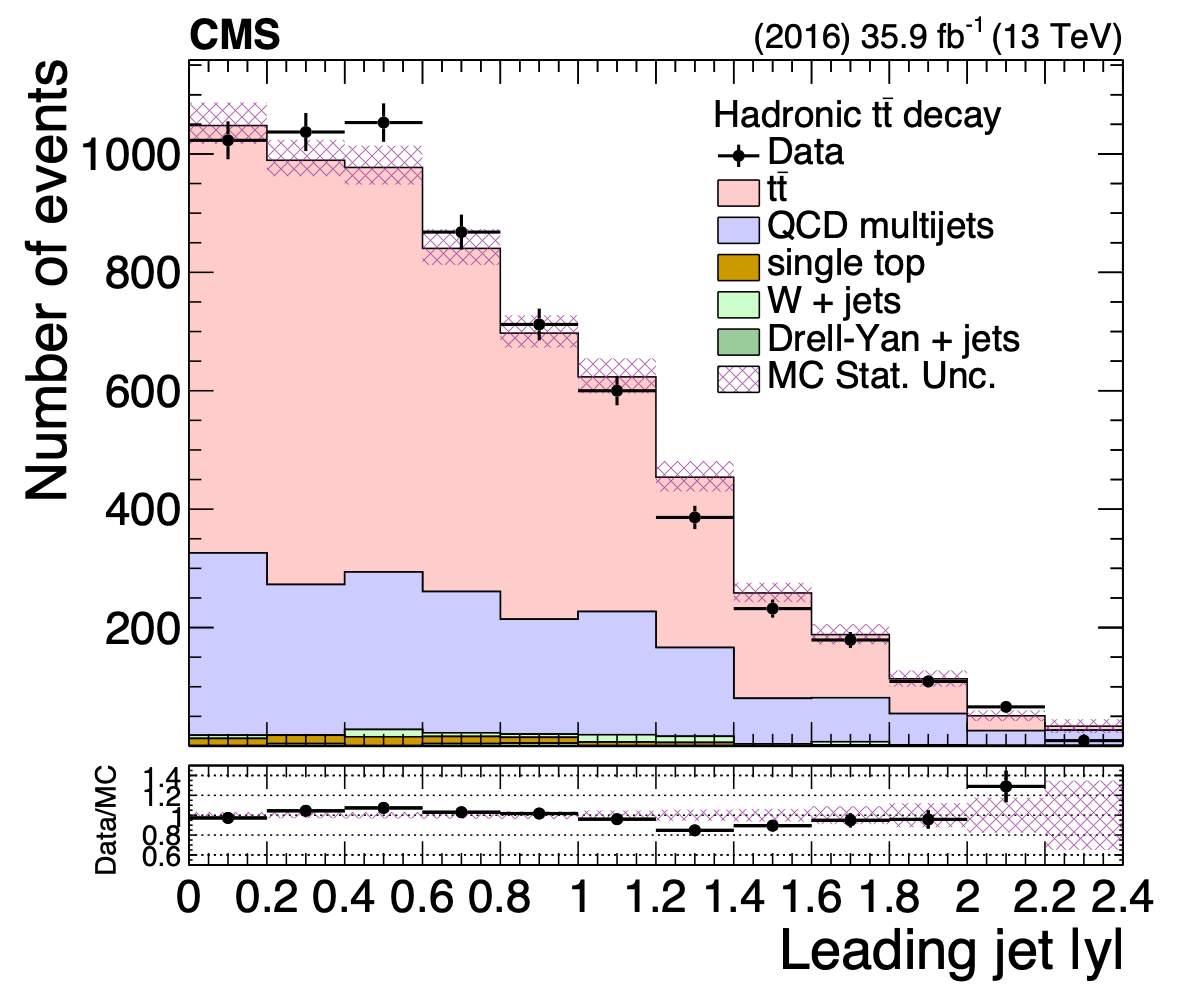 CMS (2016) 35.9 fb-1 (13 TeV)
Number of events
1000
800
600
400
200
Hadronic tt̄ decay
Data
tt̄
QCD multijets
single top
W + jets
Drell-Yan + jets
MC Stat. Unc.
Data/MC
1.4
1.2
1
0.8
0.6
0 0.2 0.4 0.6 0.8 1 1.2 1.4 1.6 1.8 2 2.2 2.4
Leading jet lyl